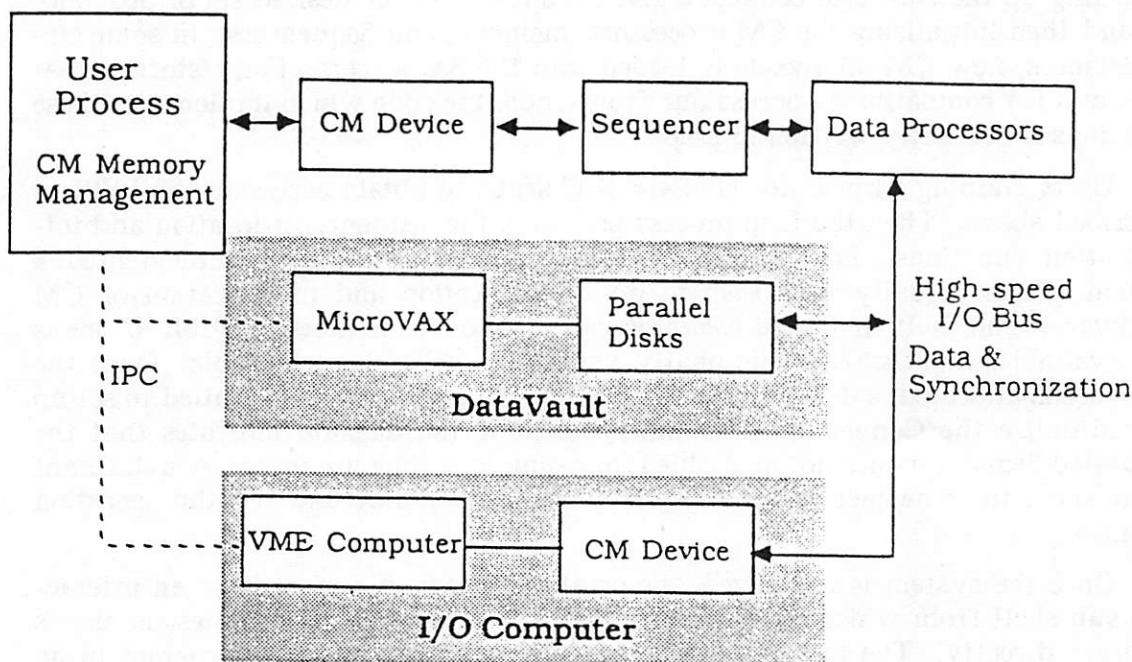 User
Process
CM Memory
Management
CM Device
Sequencer
Data Processors
High-speed
I/O Bus
Data &
Synchronization
MicroVAX
Parallel
Disks
DataVault
IPC
VME Computer
CM Device
I/O Computer